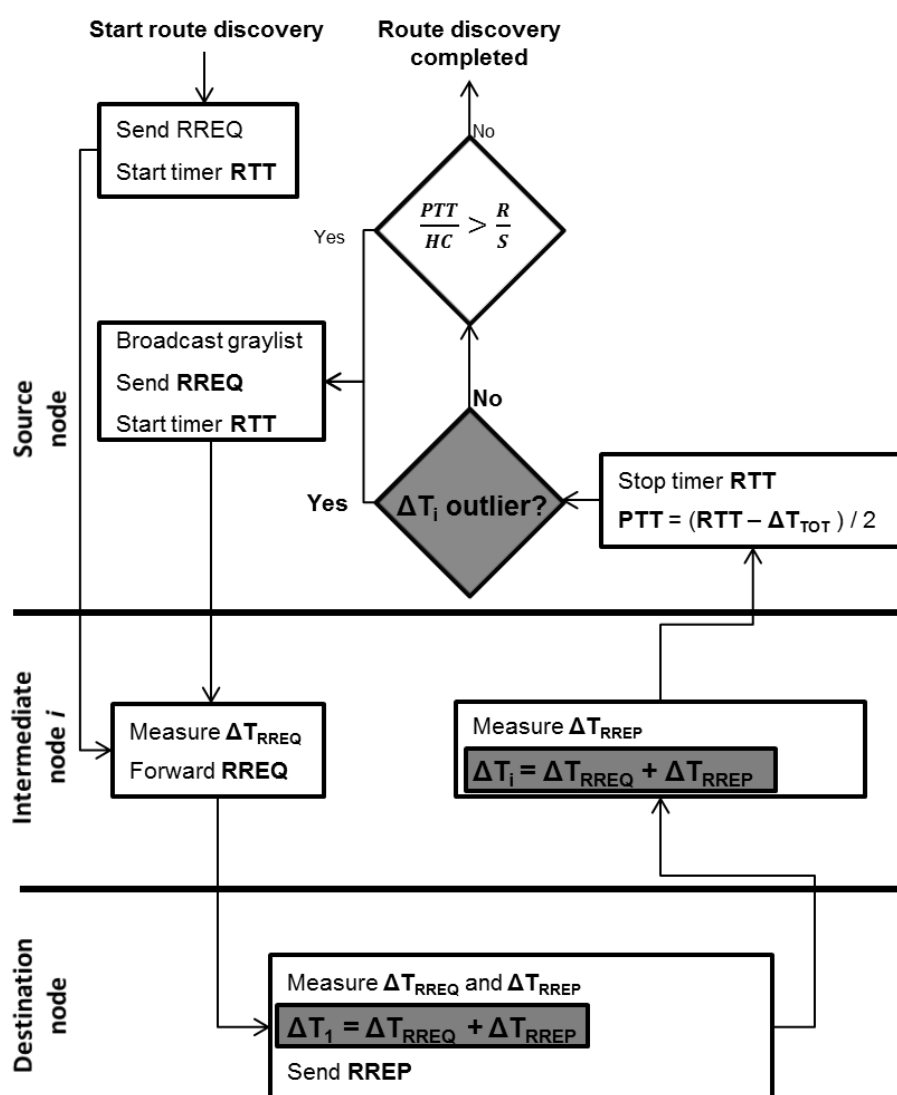 Start route discovery
Route discovery
completed
Send RREQ
Start timer RTT
No
PTT/HC > R/S
Yes
Broadcast graylist
Send RREQ
Start timer RTT
No
Yes
ΔTi outlier?
Stop timer RTT
PTT = (RTT – ΔTTOT ) / 2
Source
node
Measure ΔTRREQ
Forward RREQ
Measure ΔTRREP
ΔTi = ΔTRREQ + ΔTRREP
Intermediate
node i
Measure ΔTRREQ and ΔTRREP
ΔT1 = ΔTRREQ + ΔTRREP
Send RREP
Destination
node